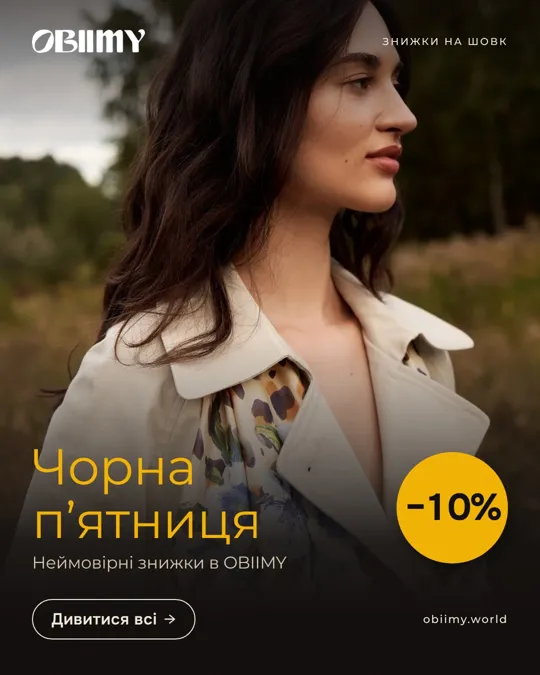 OBIIMY
ЗНИЖКИ НА ШОВК
Чорна
п’ятниця
−10%
Неймовірні знижки в OBIIMY
Дивитися всі →
obiimy.world